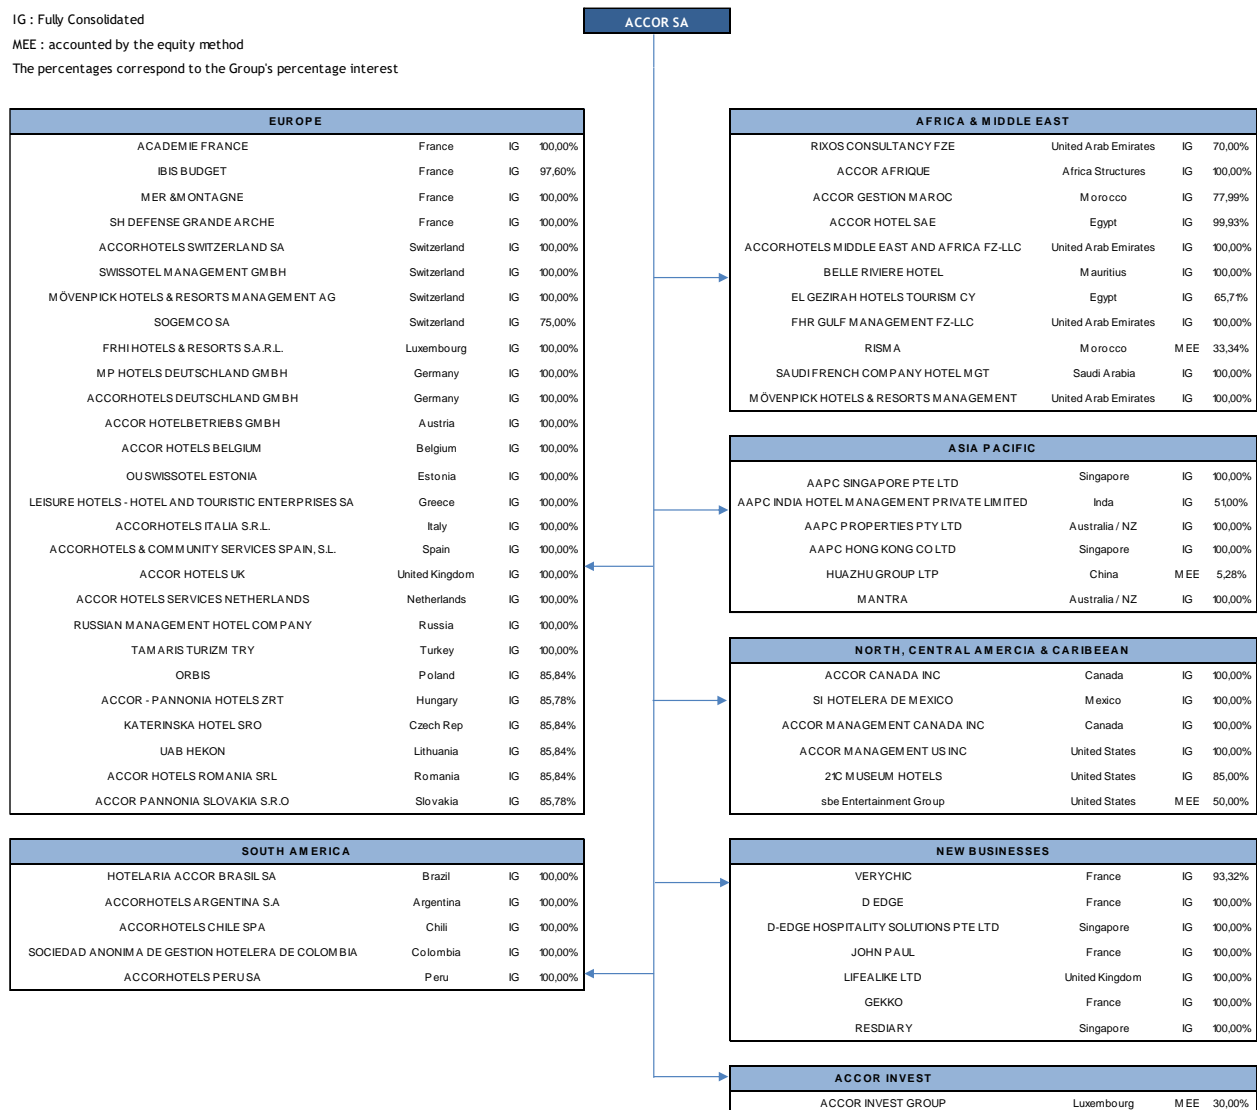 IG : Fully Consolidated
MEE : accounted by the equity method
The percentages correspond to the Group's percentage interest
ACCOR SA
EUROPE
ACADEMIE FRANCE France IG 100,00%
IBIS BUDGET France IG 97,60%
MER &MONTAGNE France IG 100,00%
SH DEFENSE GRANDE ARCHE France IG 100,00%
ACCORHOTELS SWITZERLAND SA Switzerland IG 100,00%
SWISSOTEL MANAGEMENT GMBH Switzerland IG 100,00%
MÖVENPICK HOTELS & RESORTS MANAGEMENT AG Switzerland IG 100,00%
SOGEMCO SA Switzerland IG 75,00%
FRHI HOTELS & RESORTS S.A.R.L. Luxembourg IG 100,00%
MP HOTELS DEUTSCHLAND GMBH Germany IG 100,00%
ACCORHOTELS DEUTSCHLAND GMBH Germany IG 100,00%
ACCOR HOTELBETRIEBS GMBH Austria IG 100,00%
ACCOR HOTELS BELGIUM Belgium IG 100,00%
OU SWISSOTEL ESTONIA Estonia IG 100,00%
LEISURE HOTELS - HOTEL AND TOURISTIC ENTERPRISES SA Greece IG 100,00%
ACCORHOTELS ITALIA S.R.L. Italy IG 100,00%
ACCORHOTELS & COMMUNITY SERVICES SPAIN, S.L. Spain IG 100,00%
ACCOR HOTELS UK United Kingdom IG 100,00%
ACCOR HOTELS SERVICES NETHERLANDS Netherlands IG 100,00%
RUSSIAN MANAGEMENT HOTEL COMPANY Russia IG 100,00%
TAMARIS TURIZM TRY Turkey IG 100,00%
ORBIS Poland IG 85,84%
ACCOR - PANNONIA HOTELS ZRT Hungary IG 85,78%
KATERINSKA HOTEL SRO Czech Rep IG 85,84%
UAB HEKON Lithuania IG 85,84%
ACCOR HOTELS ROMANIA SRL Romania IG 85,84%
ACCOR PANNONIA SLOVAKIA S.R.O Slovakia IG 85,78%
SOUTH AMERICA
HOTELARIA ACCOR BRASIL SA Brazil IG 100,00%
ACCORHOTELS ARGENTINA S.A Argentina IG 100,00%
ACCORHOTELS CHILE SPA Chili IG 100,00%
SOCIEDAD ANONIMA DE GESTION HOTELERA DE COLOMBIA Colombia IG 100,00%
ACCORHOTELS PERU SA Peru IG 100,00%
AFRICA & MIDDLE EAST
RIXOS CONSULTANCY FZE United Arab Emirates IG 70,00%
ACCOR AFRIQUE Africa Structures IG 100,00%
ACCOR GESTION MAROC Morocco IG 77,99%
ACCOR HOTEL SAE Egypt IG 99,93%
ACCORHOTELS MIDDLE EAST AND AFRICA FZ-LLC United Arab Emirates IG 100,00%
BELLE RIVIERE HOTEL Mauritius IG 100,00%
EL GEZIRAH HOTELS TOURISM CY Egypt IG 65,71%
FHR GULF MANAGEMENT FZ-LLC United Arab Emirates IG 100,00%
RISMA Morocco MEE 33,34%
SAUDI FRENCH COMPANY HOTEL MGT Saudi Arabia IG 100,00%
MÖVENPICK HOTELS & RESORTS MANAGEMENT United Arab Emirates IG 100,00%
ASIA PACIFIC
AAPC SINGAPORE PTE LTD Singapore IG 100,00%
AAPC INDIA HOTEL MANAGEMENT PRIVATE LIMITED Inda IG 51,00%
AAPC PROPERTIES PTY LTD Australia / NZ IG 100,00%
AAPC HONG KONG CO LTD Singapore IG 100,00%
HUAZHU GROUP LTP China MEE 5,28%
MANTRA Australia / NZ IG 100,00%
NORTH, CENTRAL AMERCIA & CARIBEEAN
ACCOR CANADA INC Canada IG 100,00%
SI HOTELERA DE MEXICO Mexico IG 100,00%
ACCOR MANAGEMENT CANADA INC Canada IG 100,00%
ACCOR MANAGEMENT US INC United States IG 100,00%
21C MUSEUM HOTELS United States IG 85,00%
sbe Entertainment Group United States MEE 50,00%
NEW BUSINESSES
VERYCHIC France IG 93,32%
D EDGE France IG 100,00%
D-EDGE HOSPITALITY SOLUTIONS PTE LTD Singapore IG 100,00%
JOHN PAUL France IG 100,00%
LIFEALIKE LTD United Kingdom IG 100,00%
GEKKO France IG 100,00%
RESDIARY Singapore IG 100,00%
ACCOR INVEST
ACCOR INVEST GROUP Luxembourg MEE 30,00%